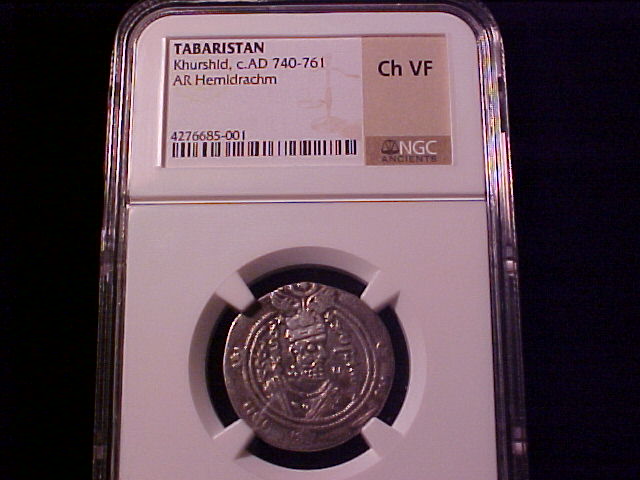 TABARISTAN
Khurshid, c.AD 740-761
AR Hemidrachm
Ch VF
4276685-001
NGC
ANCIENTS